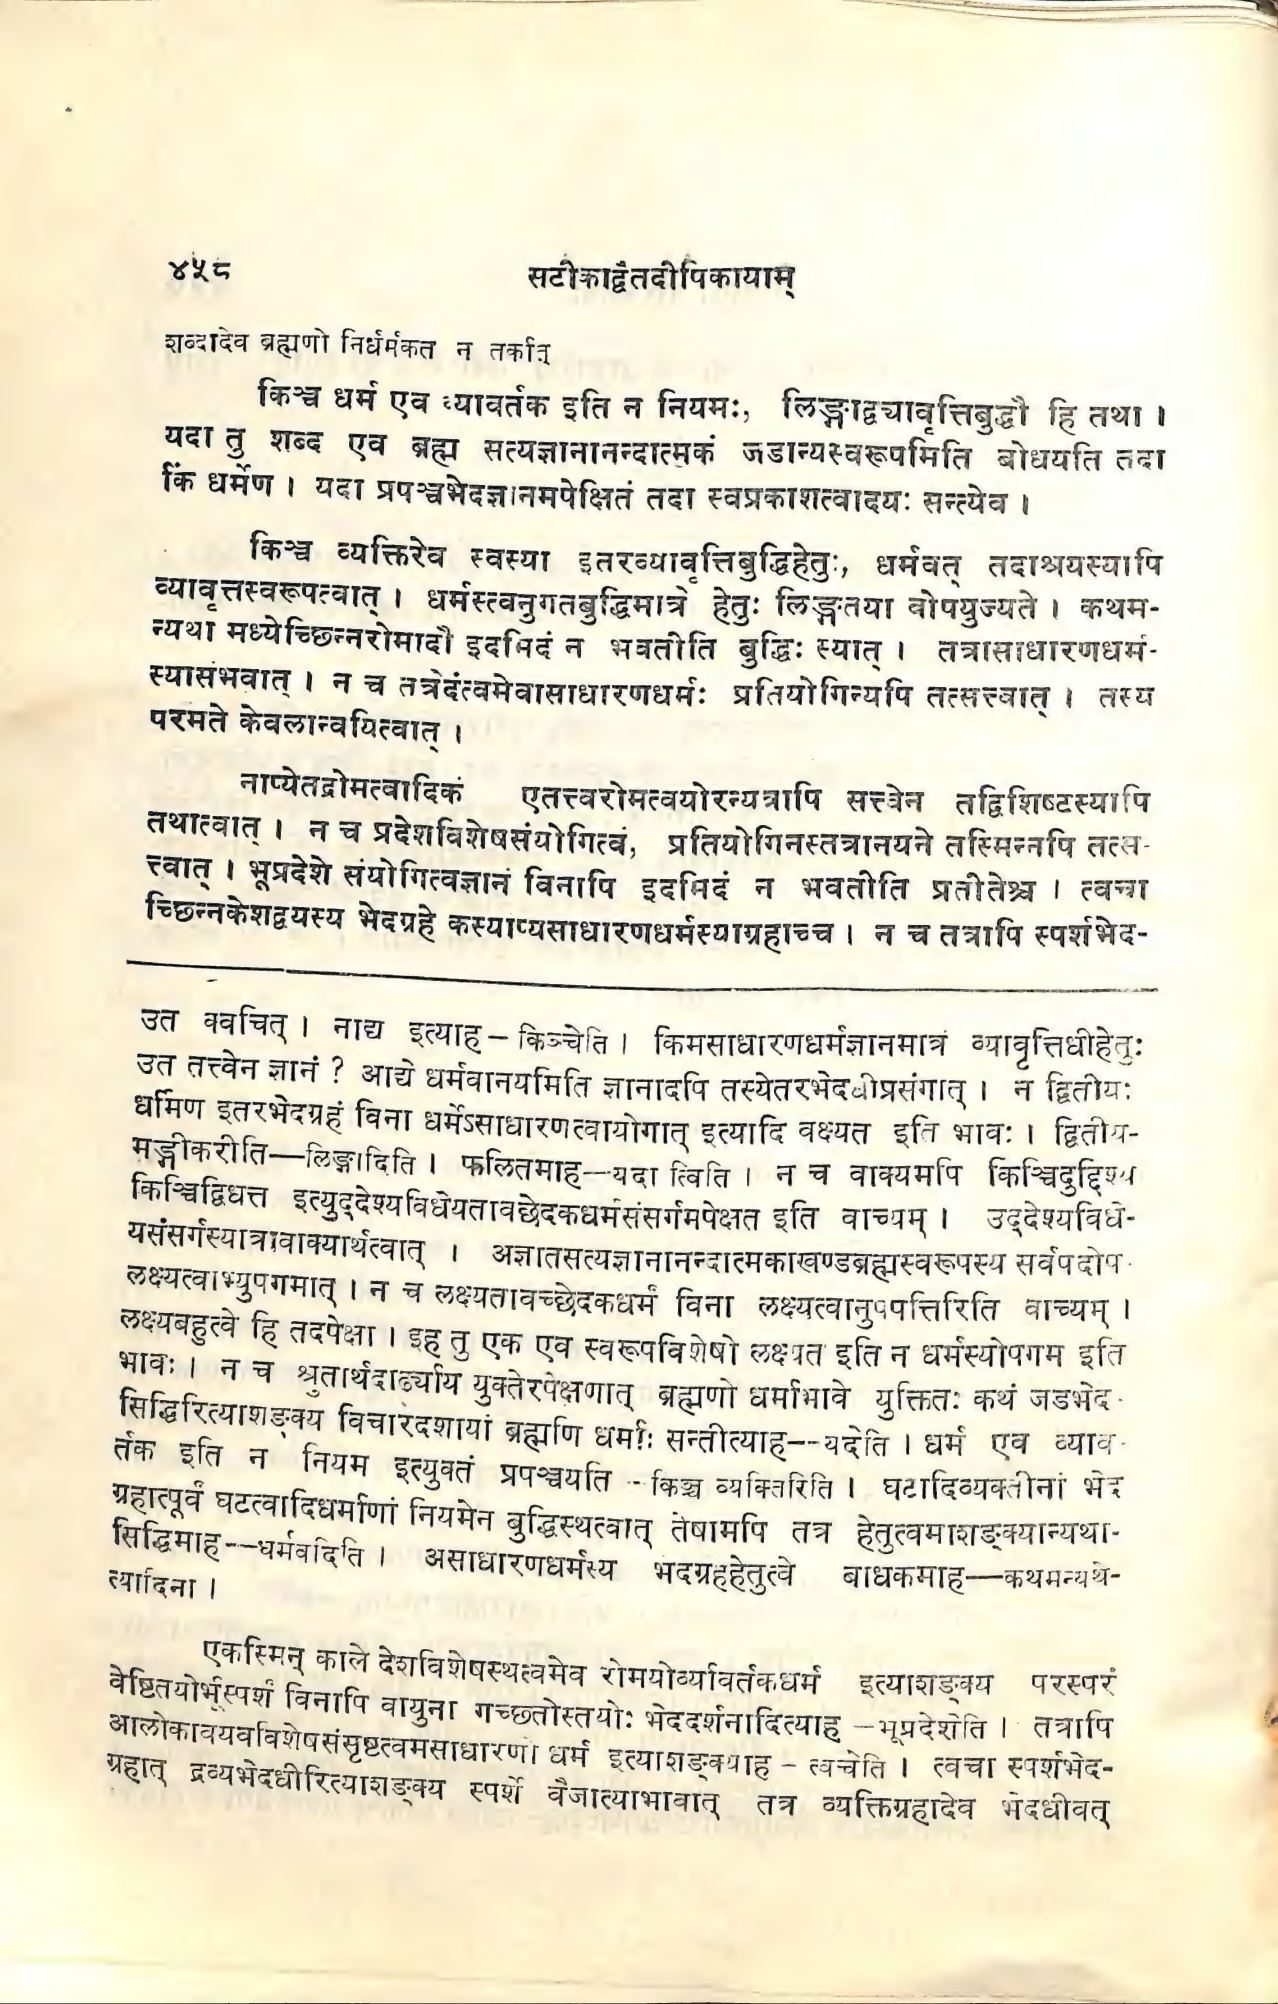 ४५८ सटीकाद्वैतदीपिकायाम्
शब्दादेव ब्रह्मणो निर्धर्मकत न तर्कात्
किञ्च धर्म एव व्यावर्तक इति न नियमः, लिङ्गाद्व्यावृत्तिबुद्धौ हि तथा ।
यदा तु शब्द एव ब्रह्म सत्यज्ञानानन्दात्मकं जडान्यस्वरूपमिति बोधयति तदा
किं धर्मेण । यदा प्रपञ्चभेदज्ञानमपेक्षितं तदा स्वप्रकाशत्वादयः सन्त्येव ।
किञ्च व्यक्तिरेव स्वस्या इतरव्यावृत्तिबुद्धिहेतुः, धर्मवत् तदाश्रयस्यापि
व्यावृत्तस्वरूपत्वात् । धर्मस्त्वनुगतबुद्धिमात्रे हेतुः लिङ्गतया वोपयुज्यते । कथम-
न्यथा मध्येच्छिन्नरोमादौ इदमिदं न भवतीति बुद्धिः स्यात् । तत्रासाधारणधर्म-
स्यासंभवात् । न च तत्रेदंत्वमेवासाधारणधर्मः प्रतियोगिन्यपि तत्सत्त्वात् । तस्य
परमते केवलान्वयित्वात् ।
नाप्येतद्रोमत्वादिकं एतत्त्वरोमत्वयोरन्यत्रापि सत्त्वेन तद्विशिष्टस्यापि
तथात्वात् । न च प्रदेशविशेषसंयोगित्वं, प्रतियोगिनस्तत्रानयने तस्मिन्नपि तत्स-
त्त्वात् । भूप्रदेशे संयोगित्वज्ञानं विनापि इदमिदं न भवतीति प्रतीतेश्च । त्वचा
च्छिन्नकेशद्वयस्य भेदग्रहे कस्याप्यसाधारणधर्मस्याग्रहाच्च । न च तत्रापि स्पर्शभेद-
उत क्वचित् । नाद्य इत्याह – किञ्चेति । किमसाधारणधर्मज्ञानमात्रं व्यावृत्तिधीहेतुः
उत तत्त्वेन ज्ञानं ? आद्ये धर्मवानयमिति ज्ञानादपि तस्येतरभेदधीप्रसंगात् । न द्वितीयः
धर्मिण इतरभेदग्रहं विना धर्मेऽसाधारणत्वायोगात् इत्यादि वक्ष्यत इति भावः । द्वितीय-
मङ्गीकरीति—लिङ्गादिति । फलितमाह—यदा त्विति । न च वाक्यमपि किञ्चिदुद्दिश्य
किञ्चिद्विधत्त इत्युद्देश्यविधेयतावछेदकधर्मसंसर्गमपेक्षत इति वाच्यम् । उद्देश्यविधे-
यसंसर्गस्यात्रावाक्यार्थत्वात् । अज्ञातसत्यज्ञानानन्दात्मकाखण्डब्रह्मस्वरूपस्य सर्वपदोप-
लक्ष्यत्वाभ्युपगमात् । न च लक्ष्यतावच्छेदकधर्मं विना लक्ष्यत्वानुपपत्तिरिति वाच्यम् ।
लक्ष्यबहुत्वे हि तदपेक्षा । इह तु एक एव स्वरूपविशेषो लक्ष्यत इति न धर्मस्योपगम इति
भावः । न च श्रुतार्थदार्ढ्याय युक्तेरपेक्षणात् ब्रह्मणो धर्माभावे युक्तितः कथं जडभेद-
सिद्धिरित्याशङ्क्य विचारदशायां ब्रह्मणि धर्माः सन्तीत्याह--यदेति । धर्म एव व्याव-
र्तक इति न नियम इत्युक्तं प्रपञ्चयति -- किञ्च व्यक्तिरिति । घटादिव्यक्तीनां भेद
ग्रहात्पूर्वं घटत्वादिधर्माणां नियमेन बुद्धिस्थत्वात् तेषामपि तत्र हेतुत्वमाशङ्क्यान्यथा-
सिद्धिमाह--धर्मवदिति । असाधारणधर्मस्य भदग्रहहेतुत्वे बाधकमाह—कथमन्यथे-
त्यादिना ।
एकस्मिन् काले देशविशेषस्थत्वमेव रोमयोर्व्यावर्तकधर्म इत्याशङ्क्य परस्परं
वेष्टितयोर्भूस्पर्शं विनापि वायुना गच्छतोस्तयोः भेददर्शनादित्याह – भूप्रदेशेति । तत्रापि
आलोकावयवविशेषसंसृष्टत्वमसाधारणो धर्म इत्याशङ्क्याह – त्वचेति । त्वचा स्पर्शभेद-
ग्रहात् द्रव्यभेदधीरित्याशङ्क्य स्पर्शे वैजात्याभावात् तत्र व्यक्तिग्रहादेव भेदधीवत्